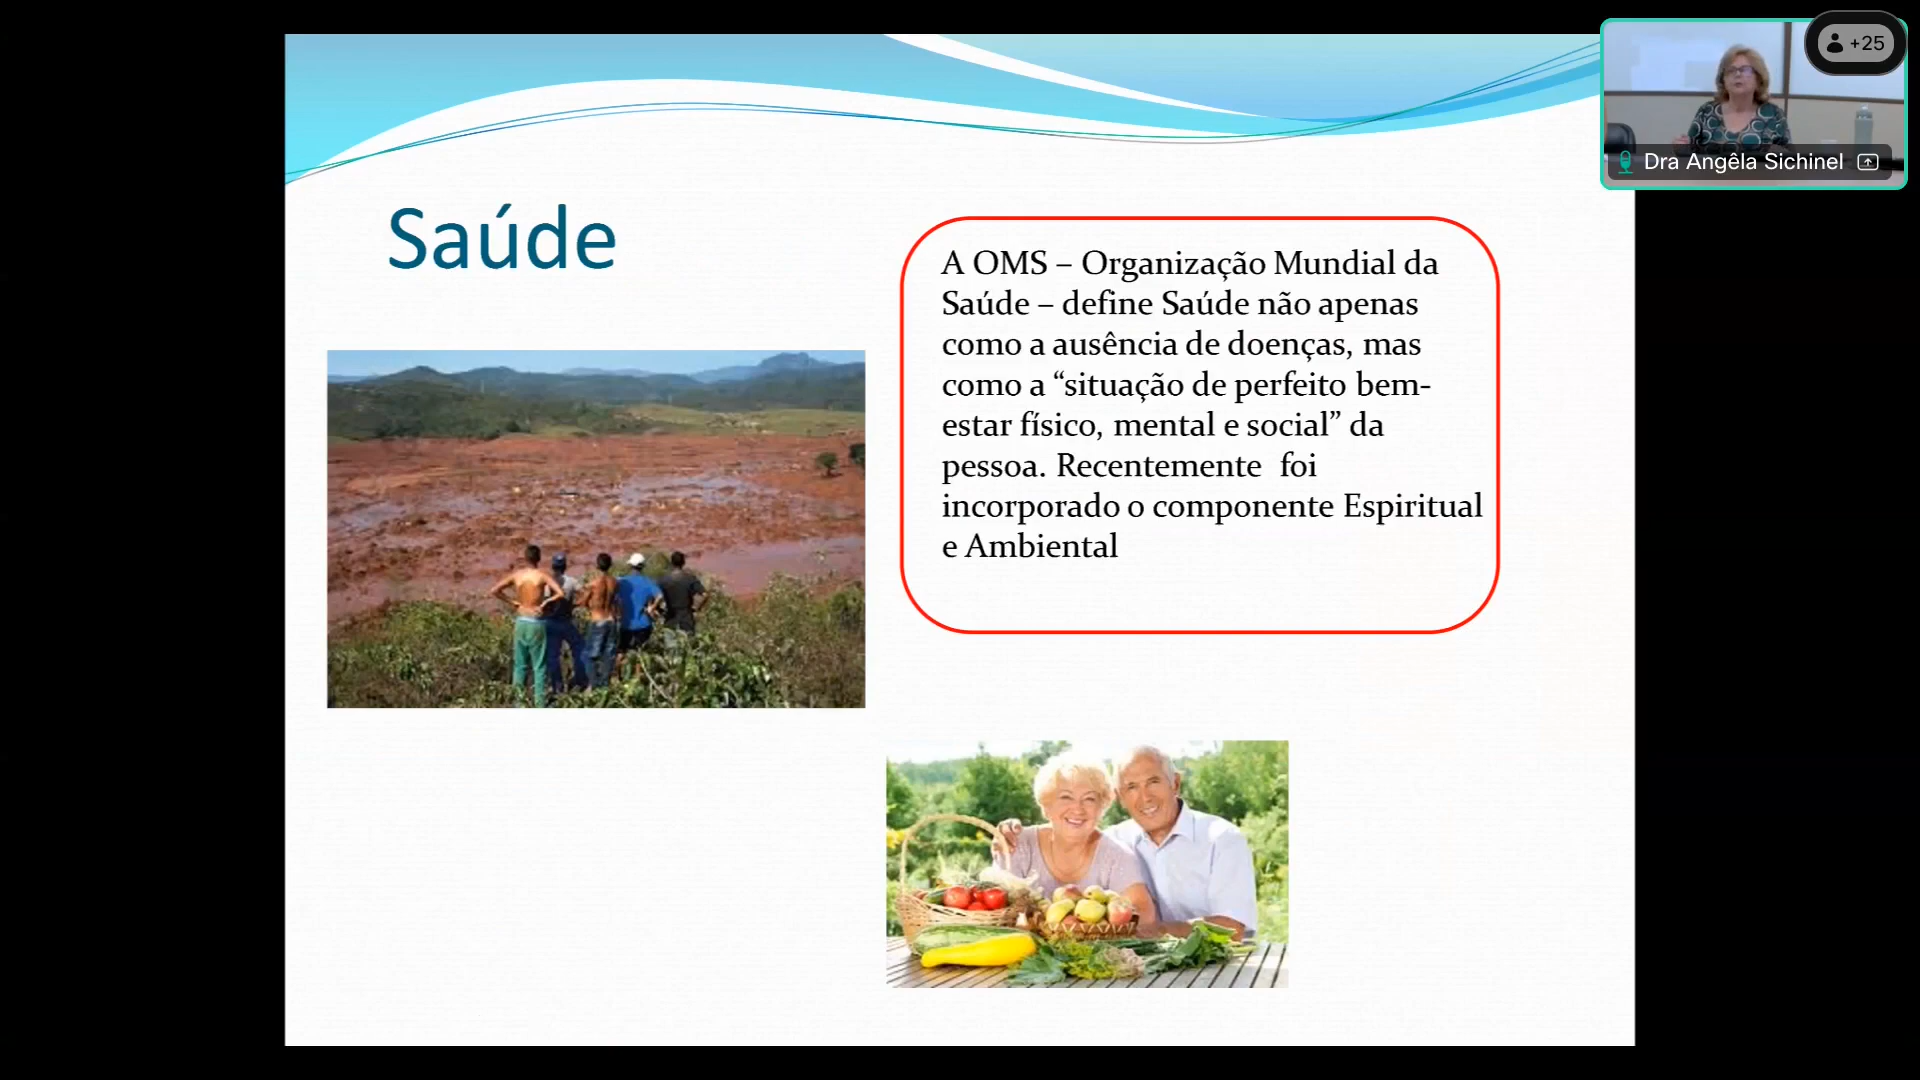 +25
Dra Angêla Sichinel
Saúde
A OMS – Organização Mundial da
Saúde – define Saúde não apenas
como a ausência de doenças, mas
como a “situação de perfeito bem-
estar físico, mental e social” da
pessoa. Recentemente  foi
incorporado o componente Espiritual
e Ambiental